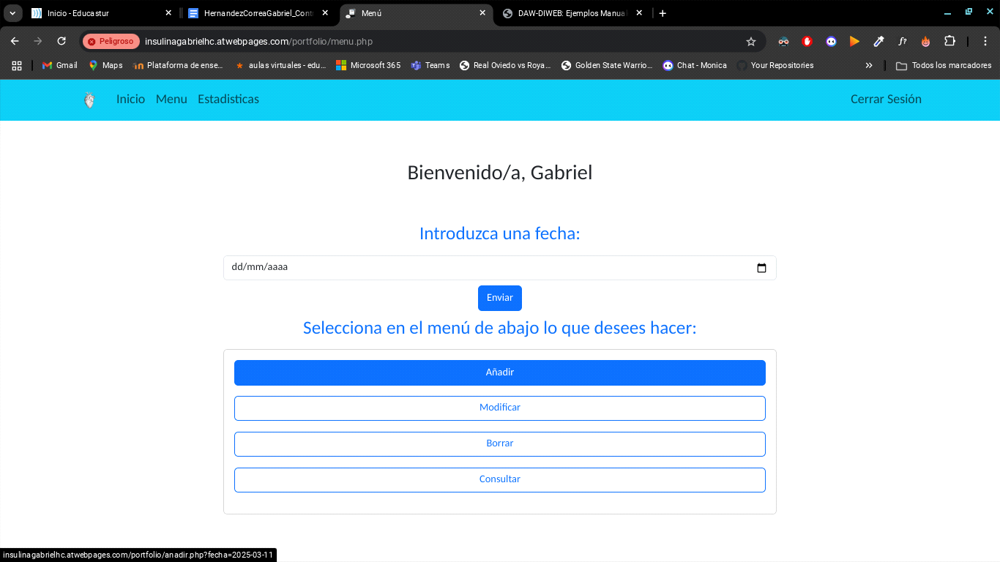 Inicio - Educastur
HernandezCorreaGabriel_Cont
Menú
DAW-DIWEB: Ejemplos Manual
Peligroso
insulinagabrielhc.atwebpages.com/portfolio/menu.php
f?
Gmail
Maps
Plataforma de ense...
aulas virtuales - edu...
Microsoft 365
Teams
Real Oviedo vs Roya...
Golden State Warrio...
Chat - Monica
Your Repositories
Todos los marcadores
Inicio
Menu
Estadisticas
Cerrar Sesión
Bienvenido/a, Gabriel
Introduzca una fecha:
dd/mm/aaaa
Enviar
Selecciona en el menú de abajo lo que desees hacer:
Añadir
Modificar
Borrar
Consultar
insulinagabrielhc.atwebpages.com/portfolio/anadir.php?fecha=2025-03-11